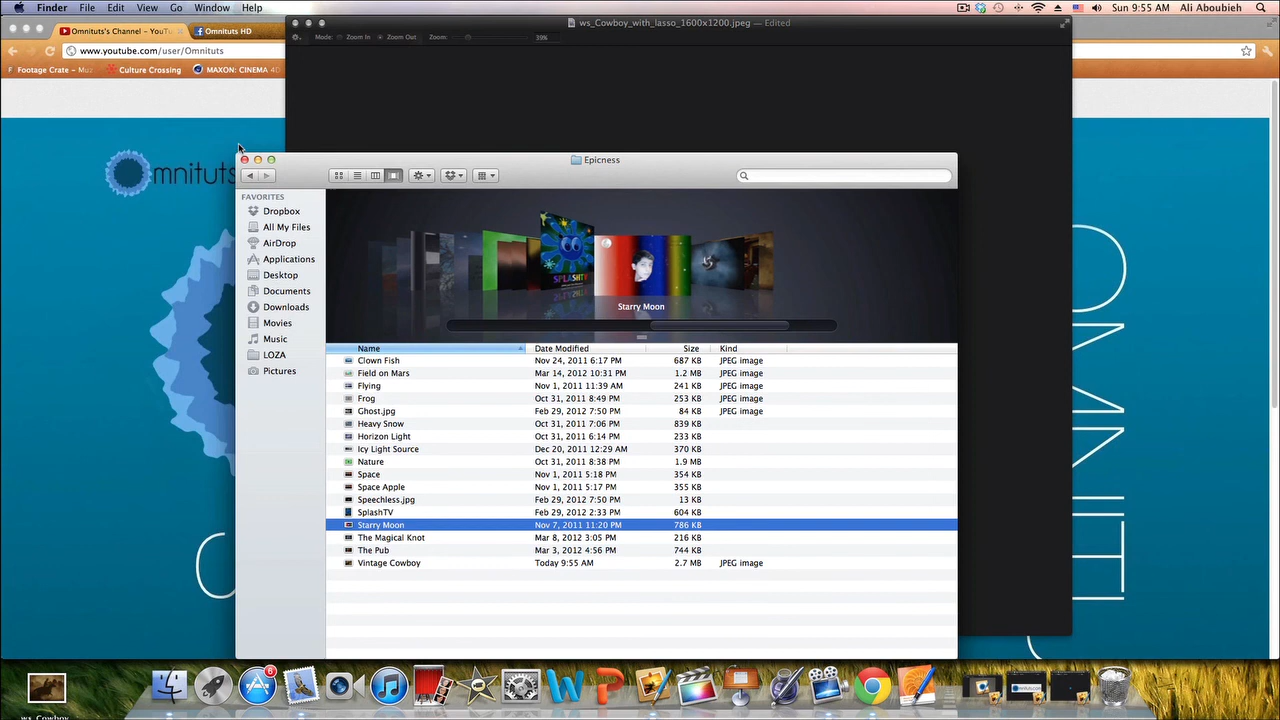 Finder File Edit View Go Window Help
Sun 9:55 AM Ali Aboubieh
Omnituts's Channel - YouTu
Omnituts HD
ws_Cowboy_with_lasso_1600x1200.jpeg — Edited
Mode: Zoom In Zoom Out Zoom: 39%
www.youtube.com/user/Omnituts
Footage Crate - Muz
Culture Crossing
MAXON: CINEMA 4D
mnituts
Epicness
FAVORITES
Dropbox
All My Files
AirDrop
Applications
Desktop
Documents
Downloads
Movies
Music
LOZA
Pictures
SPLASHTV
Starry Moon
Name Date Modified Size Kind
Clown Fish Nov 24, 2011 6:17 PM 687 KB JPEG image
Field on Mars Mar 14, 2012 10:31 PM 1.2 MB JPEG image
Flying Nov 1, 2011 11:39 AM 241 KB JPEG image
Frog Oct 31, 2011 8:49 PM 253 KB JPEG image
Ghost.jpg Feb 29, 2012 7:50 PM 84 KB JPEG image
Heavy Snow Oct 31, 2011 7:06 PM 839 KB
Horizon Light Oct 31, 2011 6:14 PM 233 KB
Icy Light Source Dec 20, 2011 12:29 AM 370 KB
Nature Oct 31, 2011 8:38 PM 1.9 MB
Space Nov 1, 2011 5:18 PM 354 KB
Space Apple Nov 1, 2011 5:17 PM 355 KB
Speechless.jpg Feb 29, 2012 7:50 PM 13 KB
SplashTV Feb 29, 2012 2:33 PM 604 KB
Starry Moon Nov 7, 2011 11:20 PM 786 KB
The Magical Knot Mar 8, 2012 3:05 PM 216 KB
The Pub Mar 3, 2012 4:56 PM 744 KB
Vintage Cowboy Today 9:55 AM 2.7 MB JPEG image
OMNITU
6
ws_Cowboy